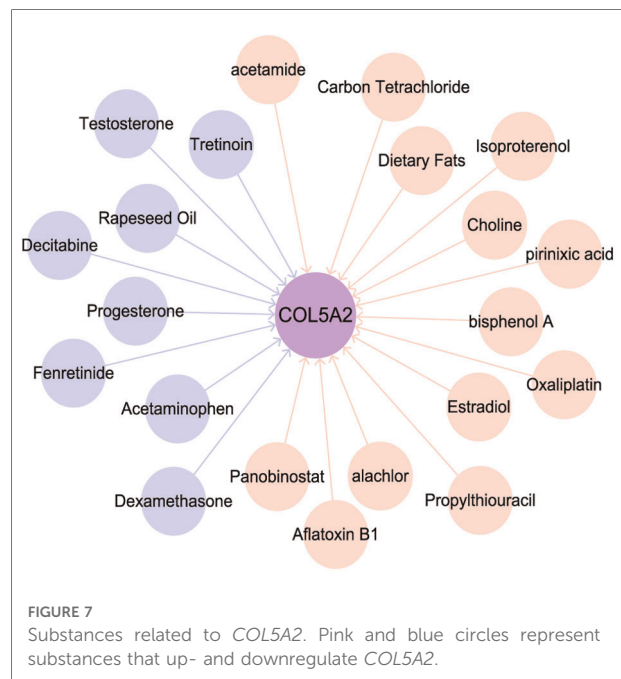 acetamide
Carbon Tetrachloride
Testosterone
Tretinoin
Dietary Fats
Isoproterenol
Rapeseed Oil
Choline
Decitabine
pirinixic acid
Progesterone
COL5A2
bisphenol A
Fenretinide
Oxaliplatin
Acetaminophen
Estradiol
Panobinostat
alachlor
Dexamethasone
Propylthiouracil
Aflatoxin B1
FIGURE 7
Substances related to COL5A2. Pink and blue circles represent
substances that up- and downregulate COL5A2.